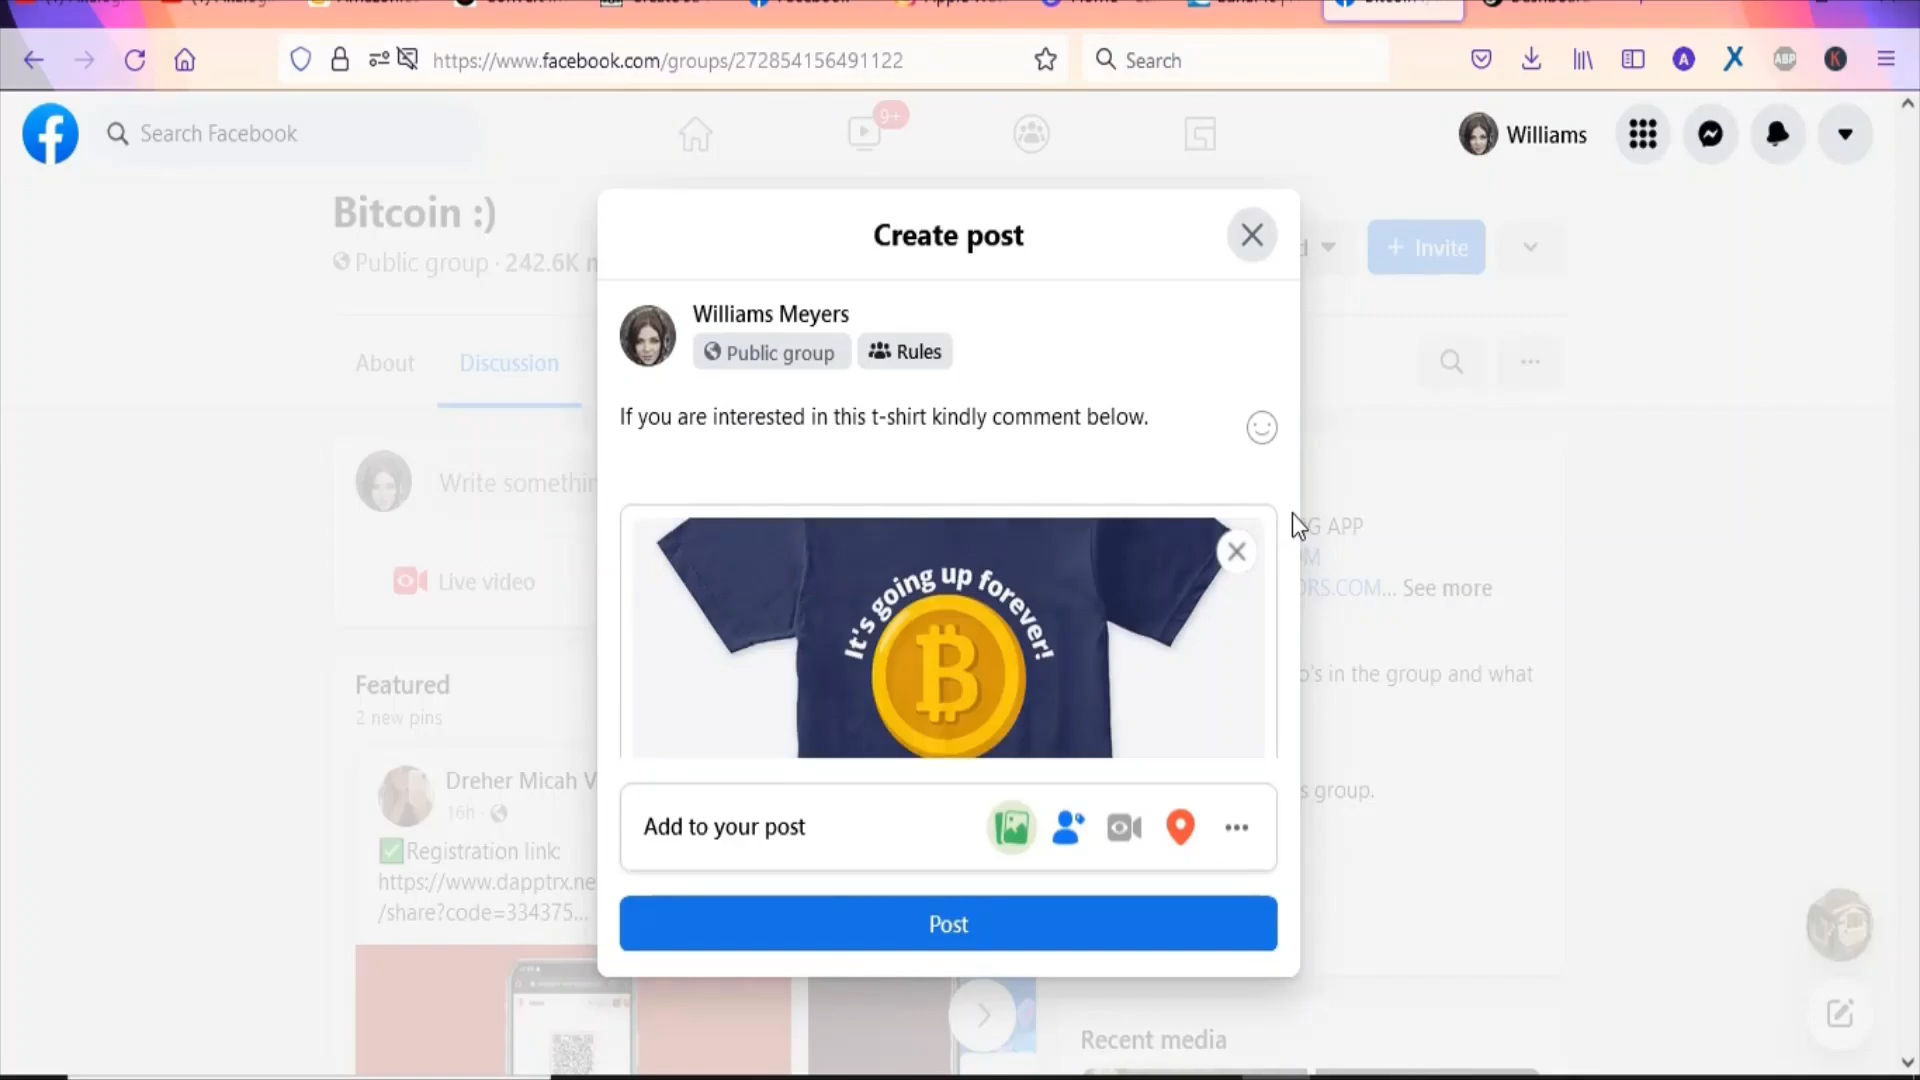 https://www.facebook.com/groups/272854156491122
Search
ABP
A
K
Search Facebook
9+
Williams
Bitcoin :)
Public group · 242.6K
+ Invite
Create post
Williams Meyers
Public group
Rules
About
Discussion
If you are interested in this t-shirt kindly comment below.
Write something
APP
Live video
RS.COM... See more
It's going up forever!
o's in the group and what
Featured
2 new pins
Dreher Micah V
16h ·
s group.
Add to your post
✅Registration link:
https://www.dapptrx.ne
/share?code=334375...
Post
Recent media